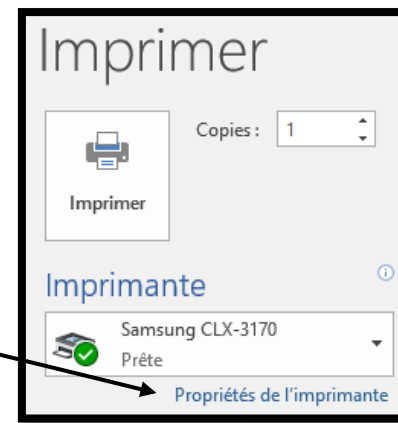 Imprimer
Copies : 1
Imprimer
Imprimante
Samsung CLX-3170
Prête
Propriétés de l'imprimante